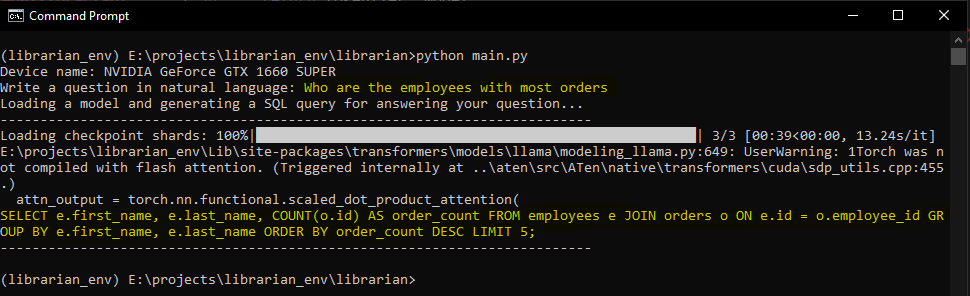 Command Prompt
(librarian_env) E:\projects\librarian_env\librarian>python main.py
Device name: NVIDIA GeForce GTX 1660 SUPER
Write a question in natural language: Who are the employees with most orders
Loading a model and generating a SQL query for answering your question...
--------------------------------------------------------------------------
Loading checkpoint shards: 100%|| 3/3 [00:39<00:00, 13.24s/it]
E:\projects\librarian_env\Lib\site-packages\transformers\models\llama\modeling_llama.py:649: UserWarning: 1Torch was n
ot compiled with flash attention. (Triggered internally at ..\aten\src\ATen\native\transformers\cuda\sdp_utils.cpp:455
.)
  attn_output = torch.nn.functional.scaled_dot_product_attention(
SELECT e.first_name, e.last_name, COUNT(o.id) AS order_count FROM employees e JOIN orders o ON e.id = o.employee_id GR
OUP BY e.first_name, e.last_name ORDER BY order_count DESC LIMIT 5;
--------------------------------------------------------------------------
(librarian_env) E:\projects\librarian_env\librarian>